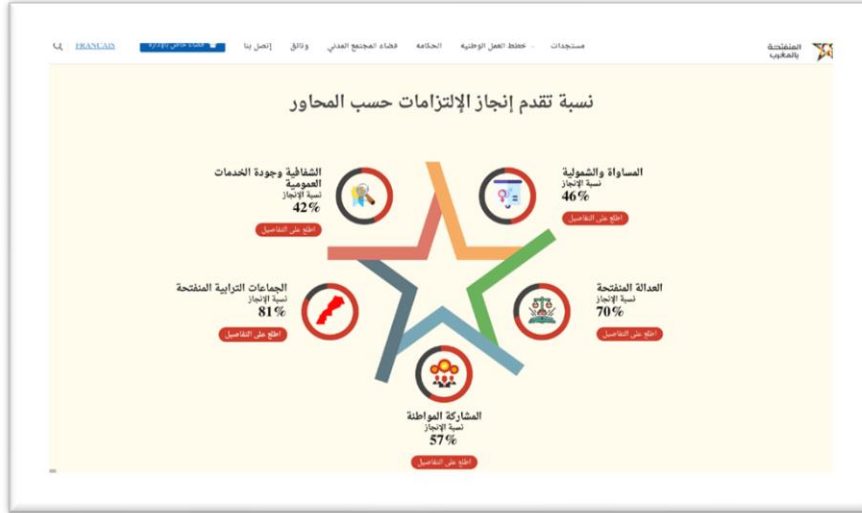 المنفتحة
بالمغرب
مستجدات
خطط العمل الوطنية
الحكامة
فضاء المجتمع المدني
وثائق
إتصل بنا
فضاء خاص بالإدارة
FRANÇAIS
نسبة تقدم إنجاز الإلتزامات حسب المحاور
المساواة والشمولية
نسبة الإنجاز
46%
اطلع على التفاصيل
الشفافية وجودة الخدمات
العمومية
نسبة الإنجاز
42%
اطلع على التفاصيل
العدالة المنفتحة
نسبة الإنجاز
70%
اطلع على التفاصيل
الجماعات الترابية المنفتحة
نسبة الإنجاز
81%
اطلع على التفاصيل
المشاركة المواطنة
نسبة الإنجاز
57%
اطلع على التفاصيل